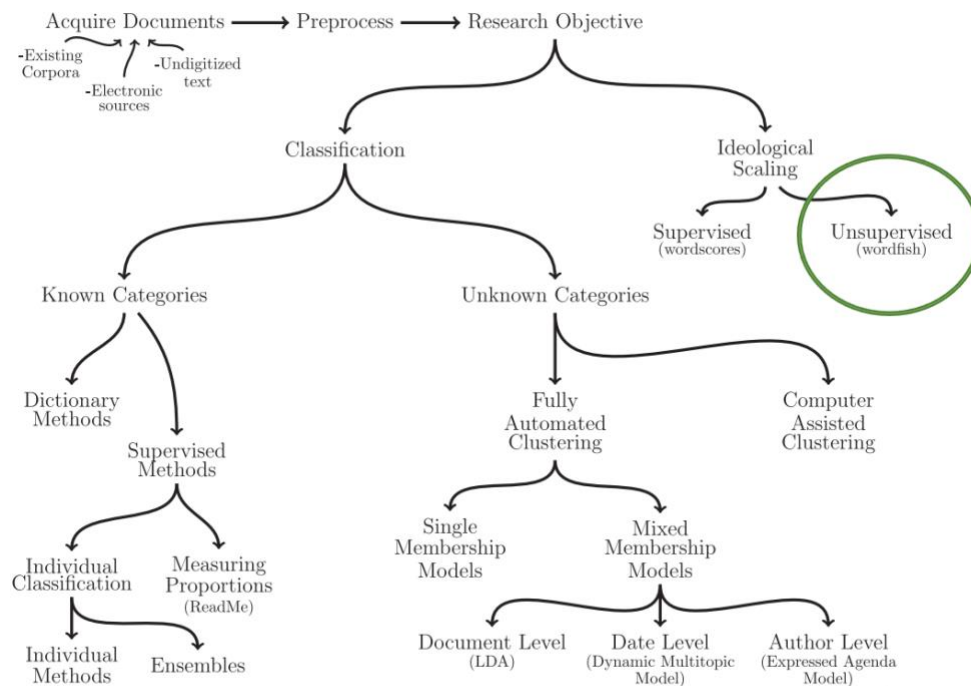 Acquire Documents
Preprocess
Research Objective
-Existing
Corpora
-Electronic
sources
-Undigitized
text
Classification
Ideological
Scaling
Supervised
(wordscores)
Unsupervised
(wordfish)
Known Categories
Unknown Categories
Dictionary
Methods
Supervised
Methods
Fully
Automated
Clustering
Computer
Assisted
Clustering
Individual
Classification
Measuring
Proportions
(ReadMe)
Single
Membership
Models
Mixed
Membership
Models
Individual
Methods
Ensembles
Document Level
(LDA)
Date Level
(Dynamic Multitopic
Model)
Author Level
(Expressed Agenda
Model)